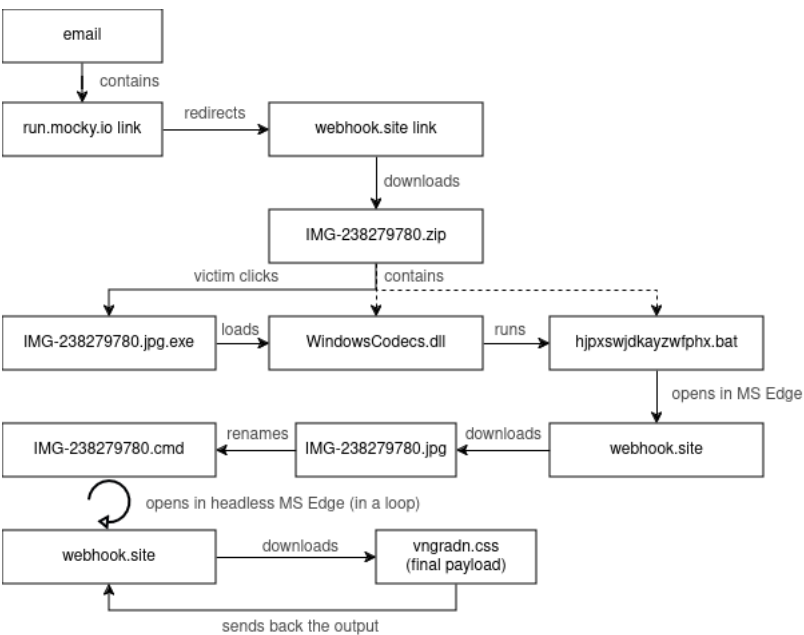 email
contains
run.mocky.io link
redirects
webhook.site link
downloads
IMG-238279780.zip
victim clicks
contains
IMG-238279780.jpg.exe
loads
WindowsCodecs.dll
runs
hjpxswjdkayzwfphx.bat
opens in MS Edge
IMG-238279780.cmd
renames
IMG-238279780.jpg
downloads
webhook.site
opens in headless MS Edge (in a loop)
webhook.site
downloads
vngradn.css
(final payload)
sends back the output